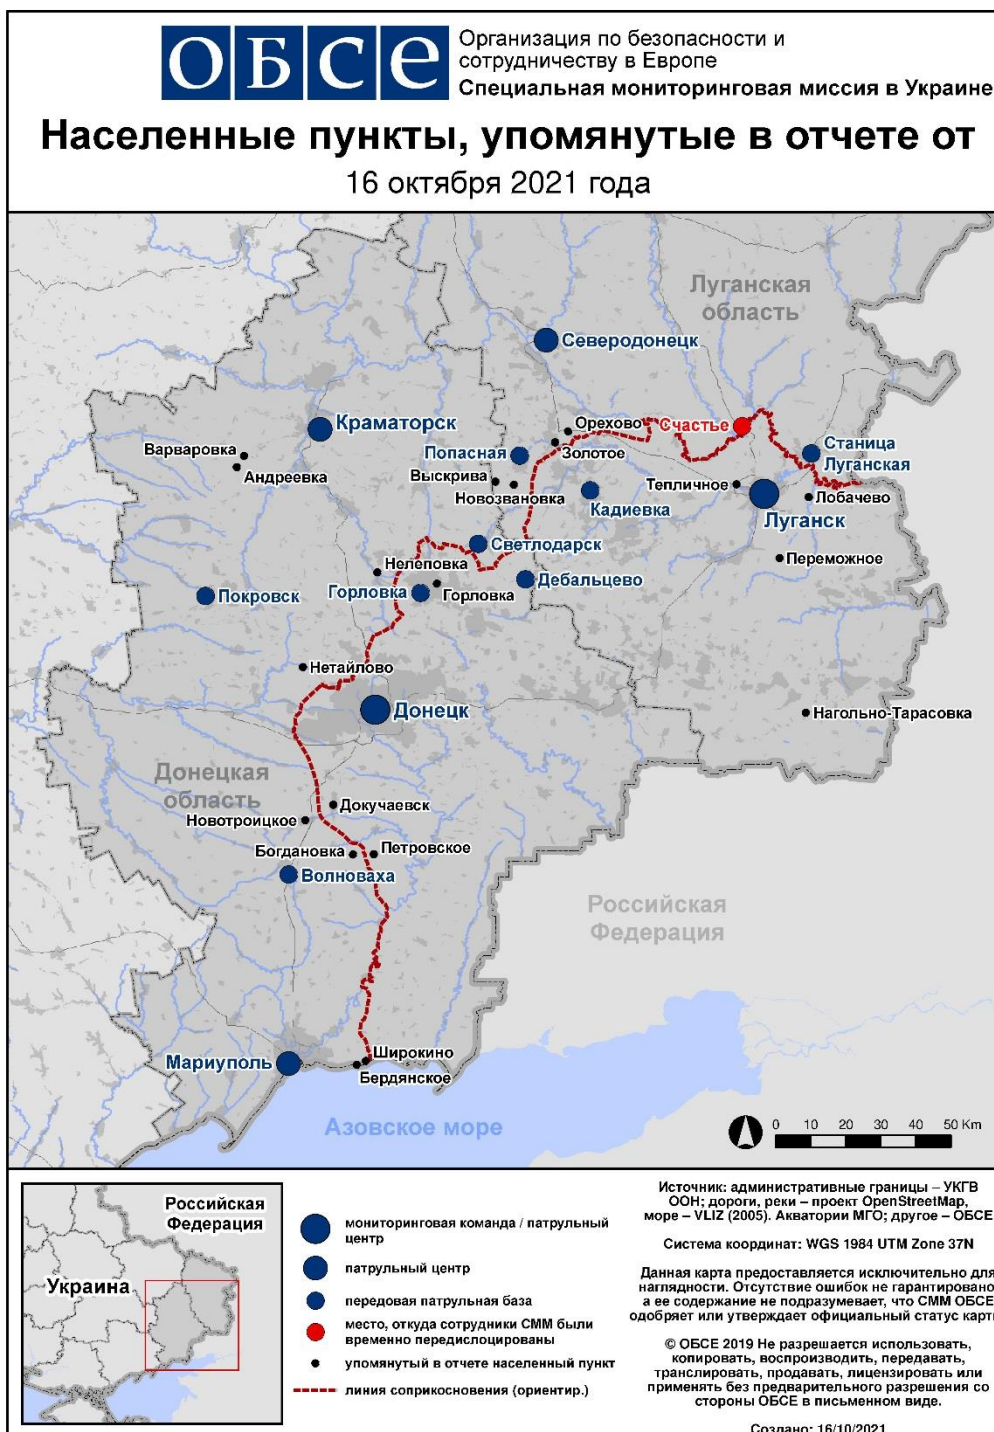 ОБСЕ
Организация по безопасности и
сотрудничеству в Европе
Специальная мониторинговая миссия в Украине
Населенные пункты, упомянутые в отчете от
16 октября 2021 года
Луганская
область
Северодонецк
Краматорск
Орехово
Счастье
Варваровка
Попасная
Золотое
Станица
Луганская
Андреевка
Выскрива
Новозвановка
Тепличное
Кадиевка
Лобачево
Луганск
Светлодарск
Переможное
Нелеповка
Дебальцево
Покровск
Горловка
Горловка
Нетайлово
Донецк
Нагольно-Тарасовка
Донецкая
область
Докучаевск
Новотроицкое
Богдановка
Петровское
Волноваха
Российская
Федерация
Широкино
Мариуполь
Бердянское
Азовское море
0 10 20 30 40 50 Km
Российская
Федерация
Украина
мониторинговая команда / патрульный
центр
патрульный центр
передовая патрульная база
место, откуда сотрудники СММ были
временно передислоцированы
упомянутый в отчете населенный пункт
линия соприкосновения (ориентир.)
Источник: административные границы – УКГВ
ООН; дороги, реки – проект OpenStreetMap,
море – VLIZ (2005). Акватории МГО; другое – ОБСЕ
Система координат: WGS 1984 UTM Zone 37N
Данная карта предоставляется исключительно для
наглядности. Отсутствие ошибок не гарантировано,
а ее содержание не подразумевает, что СММ ОБСЕ
одобряет или утверждает официальный статус карты
© ОБСЕ 2019 Не разрешается использовать,
копировать, воспроизводить, передавать,
транслировать, продавать, лицензировать или
применять без предварительного разрешения со
стороны ОБСЕ в письменном виде.
Создано: 16/10/2021